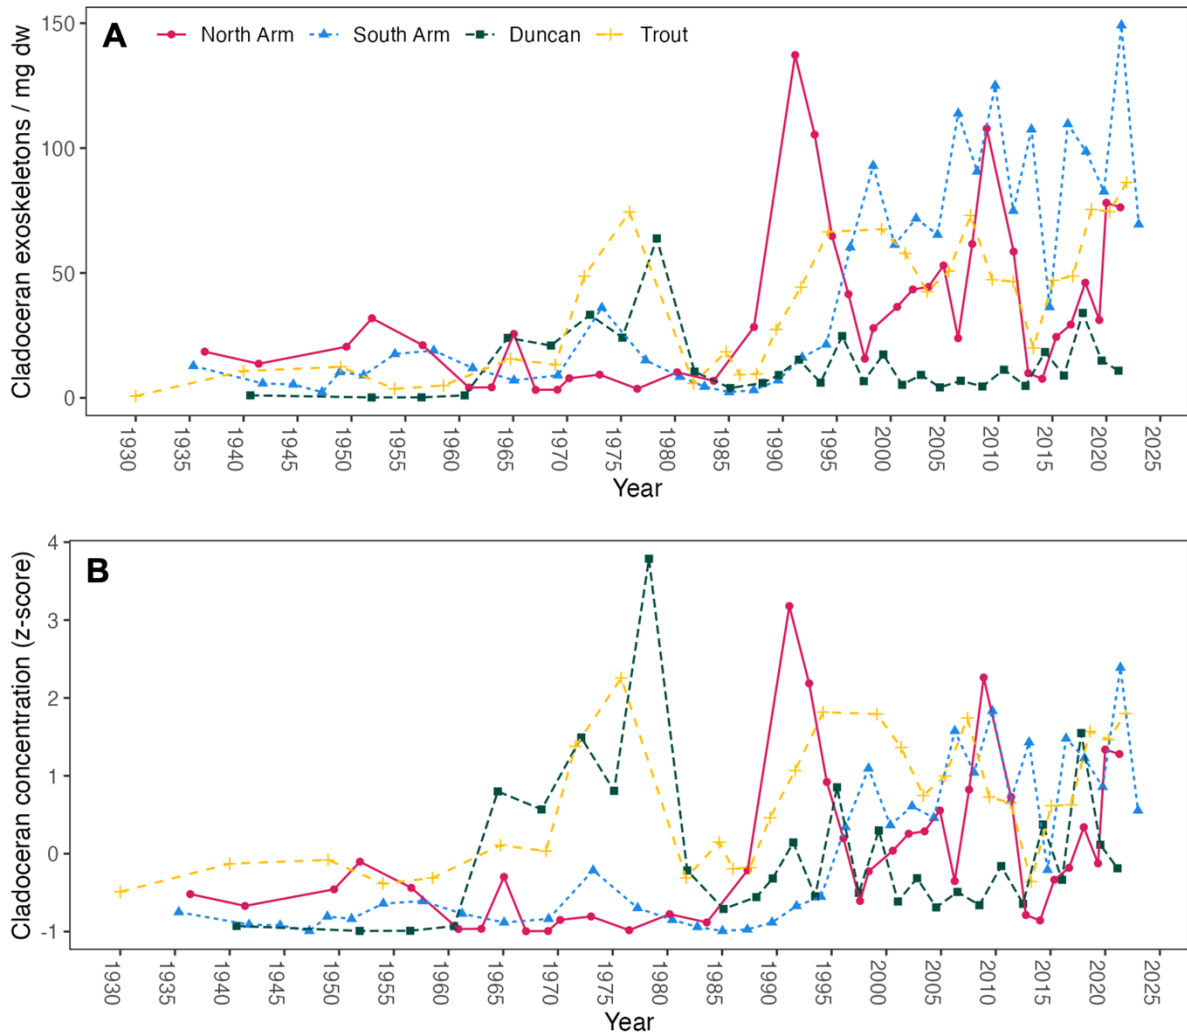 A
North Arm South Arm Duncan Trout
Cladoceran exoskeletons / mg dw
150
100
50
0
1930 1935 1940 1945 1950 1955 1960 1965 1970 1975 1980 1985 1990 1995 2000 2005 2010 2015 2020 2025
Year
B
Cladoceran concentration (z-score)
4
3
2
1
0
-1
1930 1935 1940 1945 1950 1955 1960 1965 1970 1975 1980 1985 1990 1995 2000 2005 2010 2015 2020 2025
Year